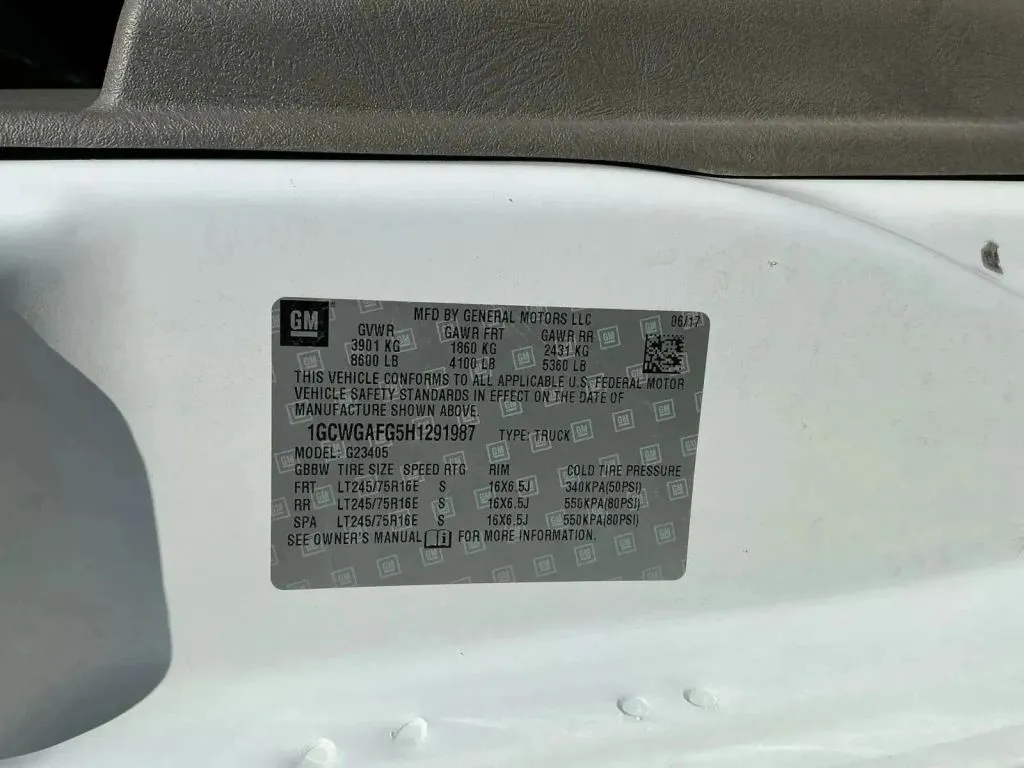 GM
MFD BY GENERAL MOTORS LLC 06/17
GVWR GAWR FRT GAWR RR
3901 KG 1860 KG 2431 KG
8600 LB 4100 LB 5360 LB
THIS VEHICLE CONFORMS TO ALL APPLICABLE U.S. FEDERAL MOTOR
VEHICLE SAFETY STANDARDS IN EFFECT ON THE DATE OF
MANUFACTURE SHOWN ABOVE.
1GCWGAFG5H1291987 TYPE: TRUCK
MODEL: G23405
GBBW TIRE SIZE SPEED RTG RIM COLD TIRE PRESSURE
FRT LT245/75R16E S 16X6.5J 340KPA(50PSI)
RR LT245/75R16E S 16X6.5J 550KPA(80PSI)
SPA LT245/75R16E S 16X6.5J 550KPA(80PSI)
SEE OWNER'S MANUAL i FOR MORE INFORMATION.